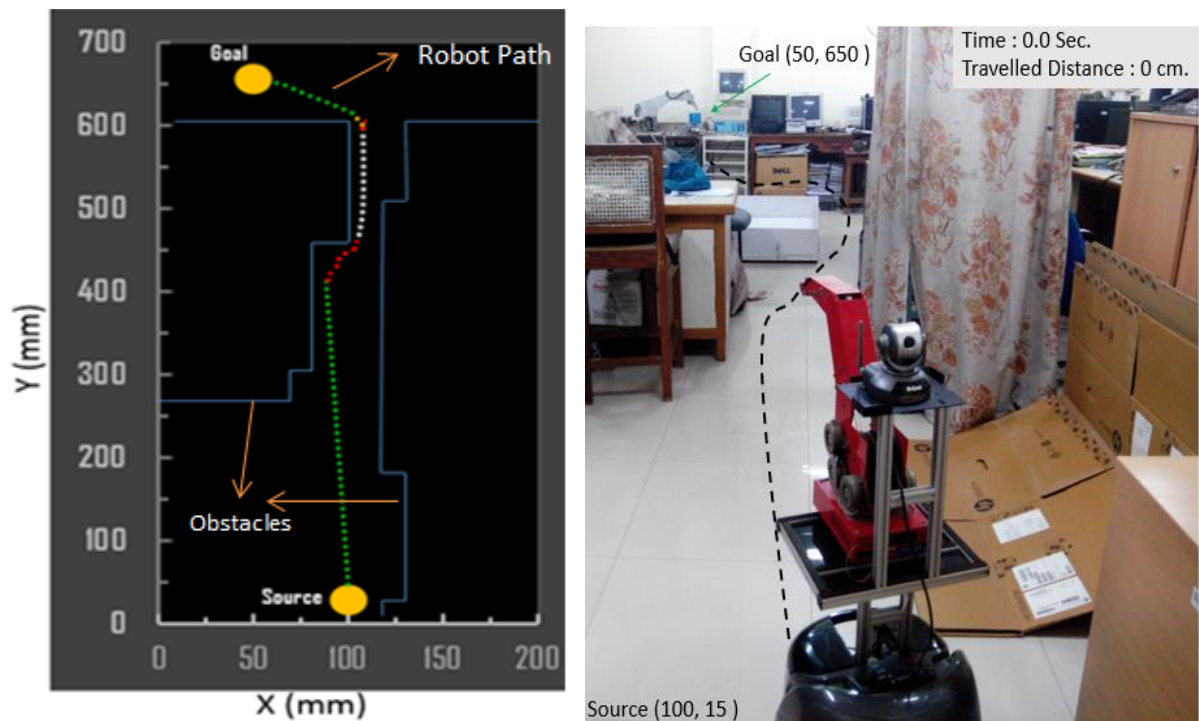 700
Goal
Robot Path
600
500
400
Y (mm)
300
200
Obstacles
100
Source
0
0 50 100 150 200
X (mm)
Time : 0.0 Sec.
Travelled Distance : 0 cm.
Goal (50, 650 )
DELL
Source (100, 15 )